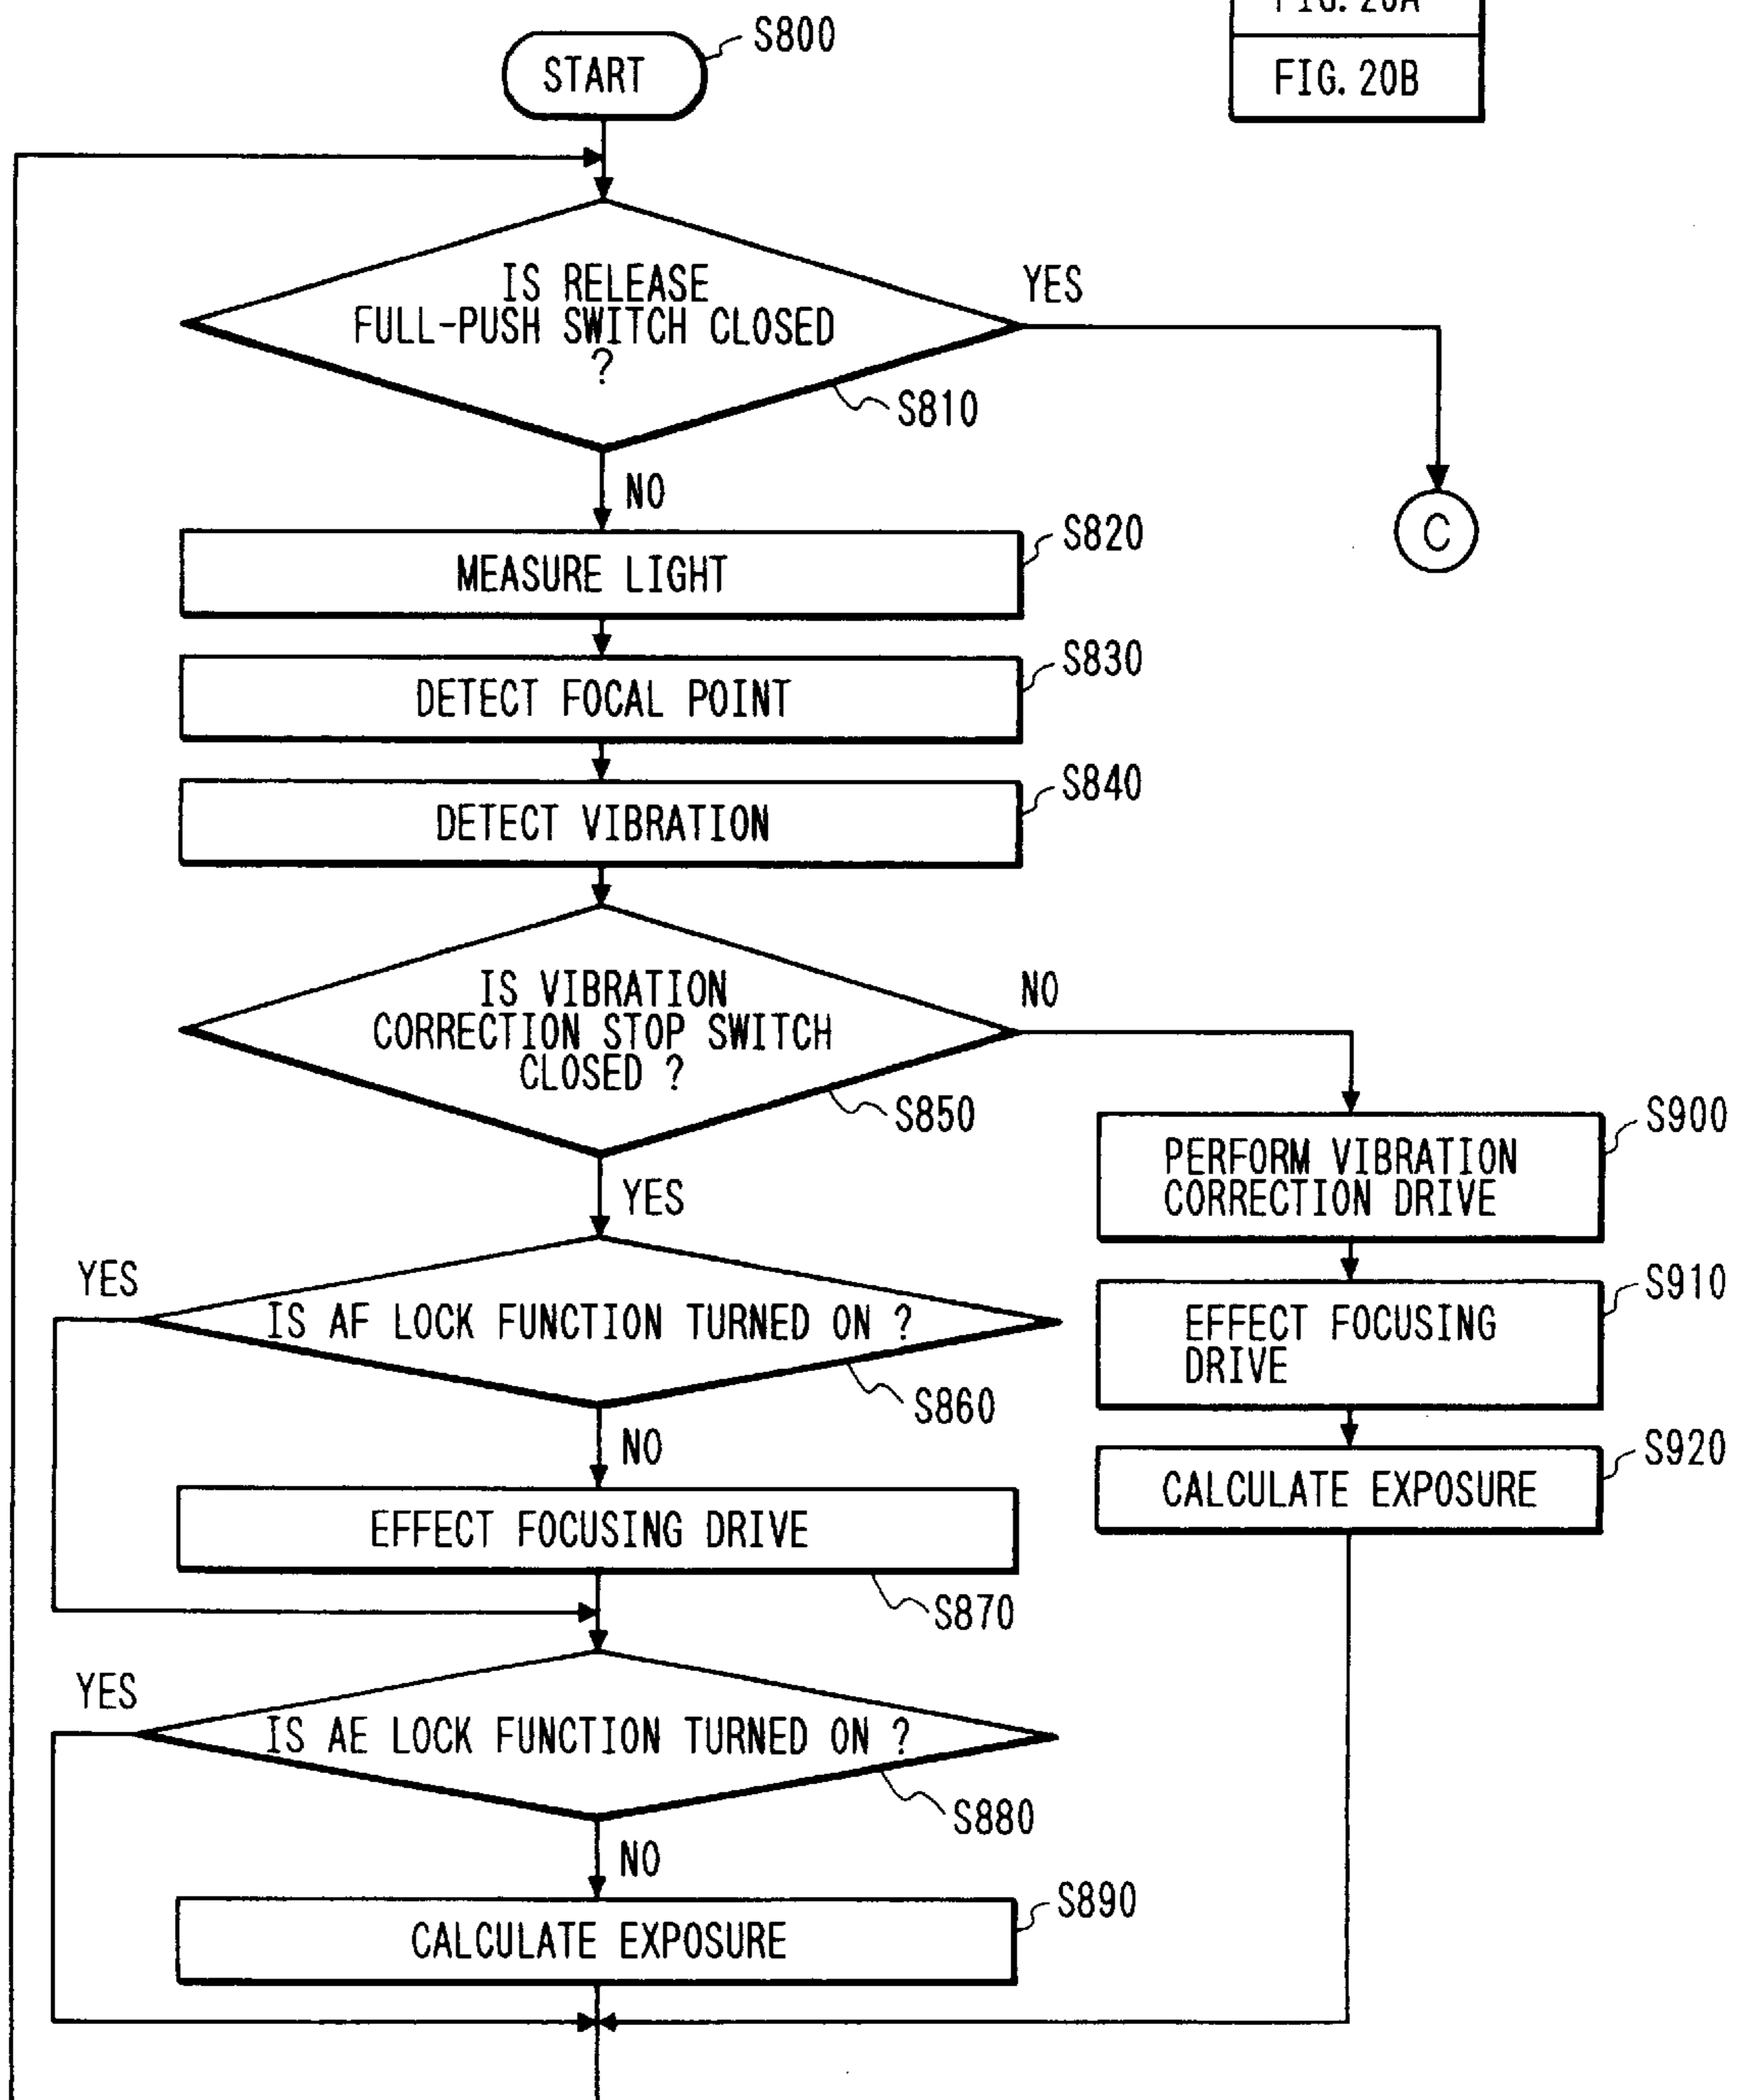 FIG. 20A
FIG. 20B
START
S800
IS RELEASE
FULL-PUSH SWITCH CLOSED
?
YES
S810
NO
C
MEASURE LIGHT
S820
DETECT FOCAL POINT
S830
DETECT VIBRATION
S840
IS VIBRATION
CORRECTION STOP SWITCH
CLOSED ?
NO
S850
YES
PERFORM VIBRATION
CORRECTION DRIVE
S900
YES
IS AF LOCK FUNCTION TURNED ON ?
S860
NO
EFFECT FOCUSING
DRIVE
S910
CALCULATE EXPOSURE
S920
EFFECT FOCUSING DRIVE
S870
YES
IS AE LOCK FUNCTION TURNED ON ?
S880
NO
CALCULATE EXPOSURE
S890